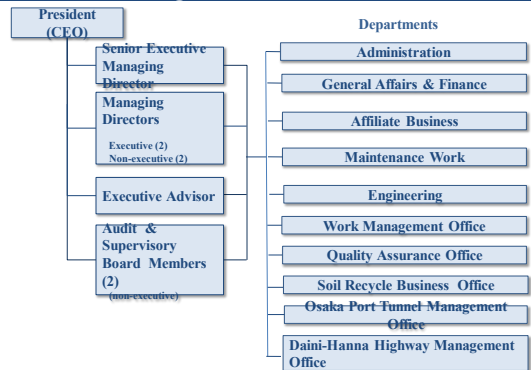 President
(CEO)
Senior Executive
Managing
Director
Managing
Directors
Executive (2)
Non-executive (2)
Executive Advisor
Audit &
Supervisory
Board Members
(2)
(non-executive)
Departments
Administration
General Affairs & Finance
Affiliate Business
Maintenance Work
Engineering
Work Management Office
Quality Assurance Office
Soil Recycle Business Office
Osaka Port Tunnel Management
Office
Daini-Hanna Highway Management
Office